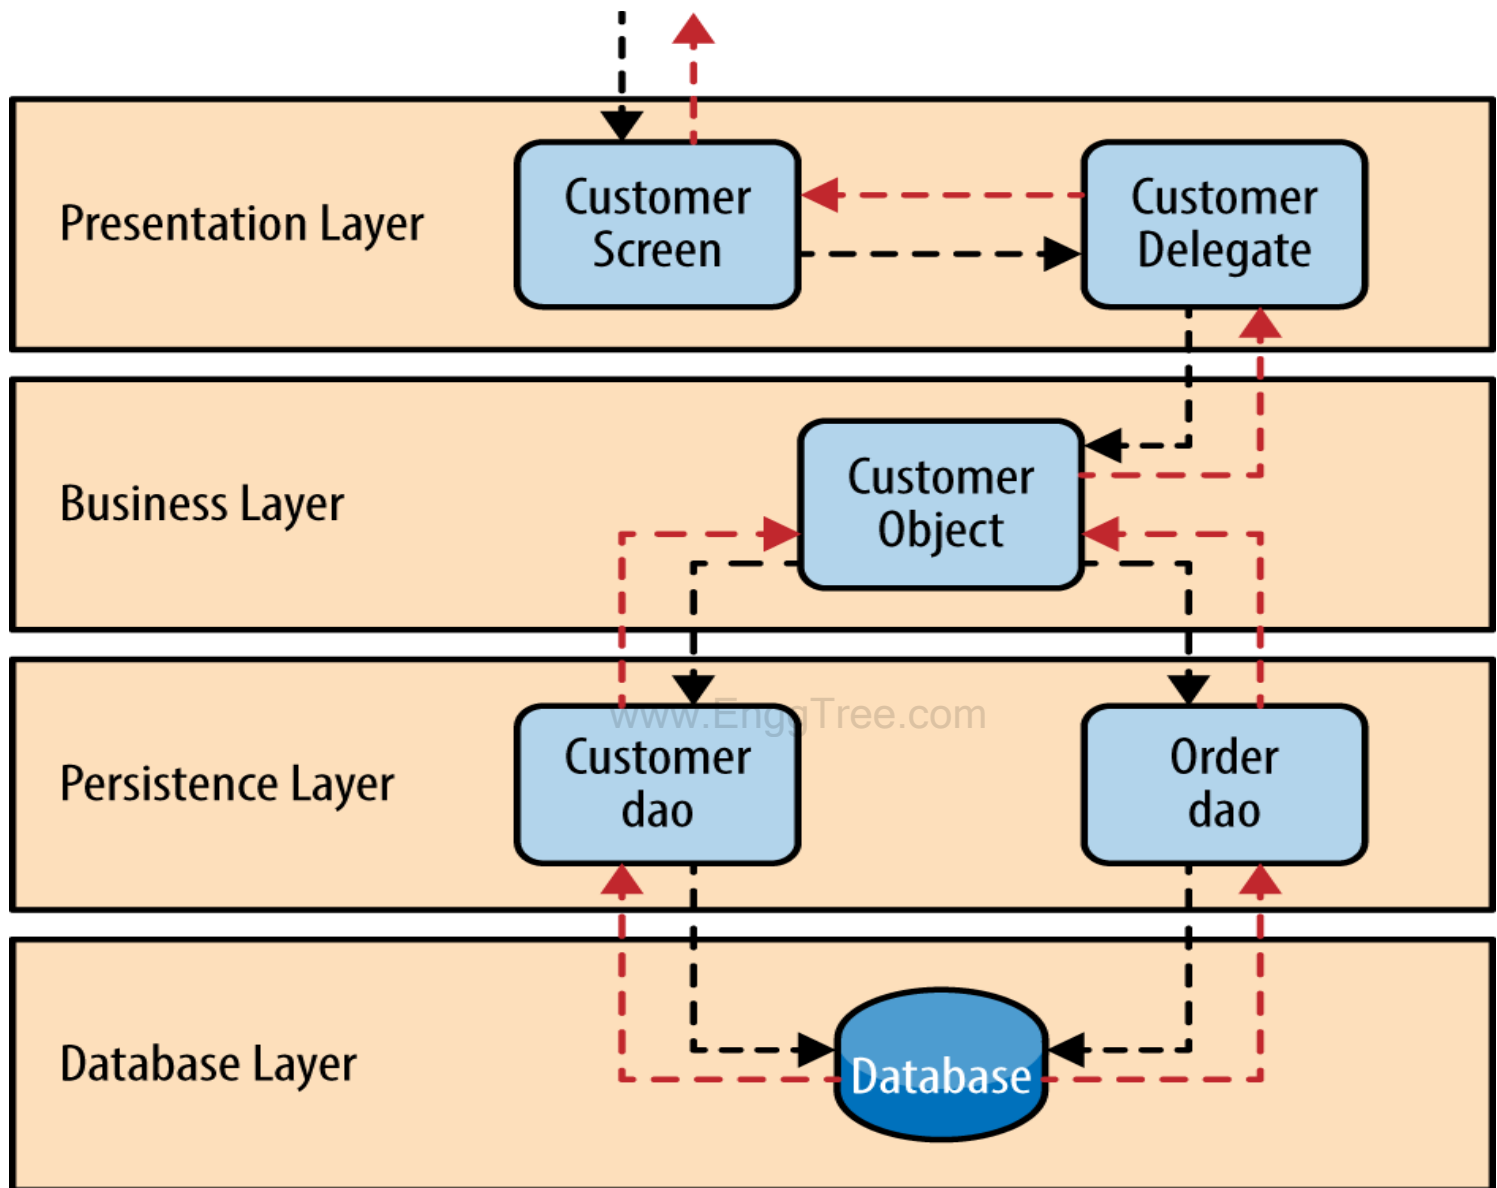 Presentation Layer
Customer
Screen
Customer
Delegate
Business Layer
Customer
Object
www.EnggTree.com
Persistence Layer
Customer
dao
Order
dao
Database Layer
Database